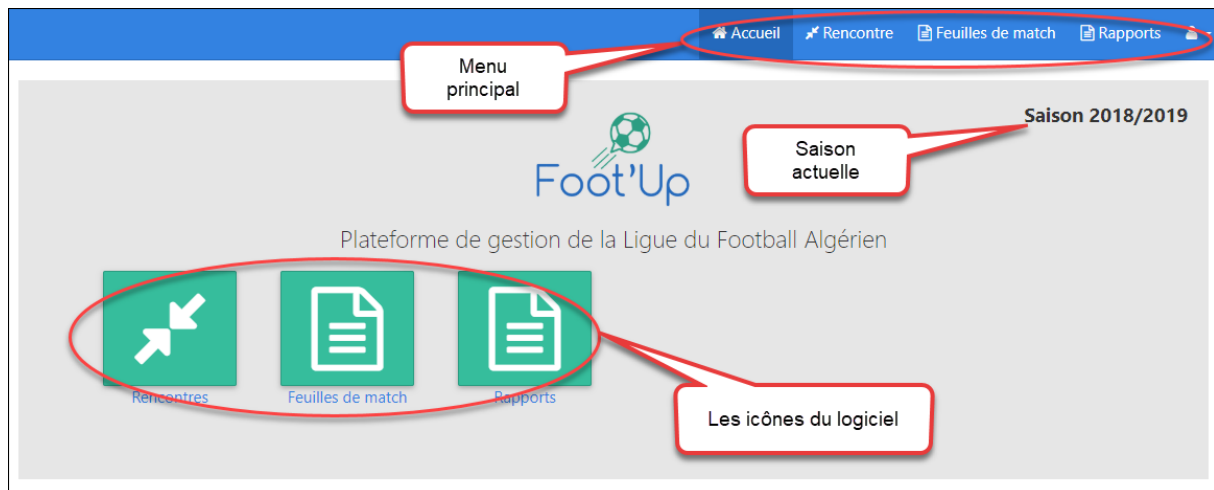 Accueil Rencontre Feuilles de match Rapports
Menu
principal
Saison 2018/2019
Saison
actuelle
Foot'Up
Plateforme de gestion de la Ligue du Football Algérien
Rencontres Feuilles de match Rapports
Les icônes du logiciel